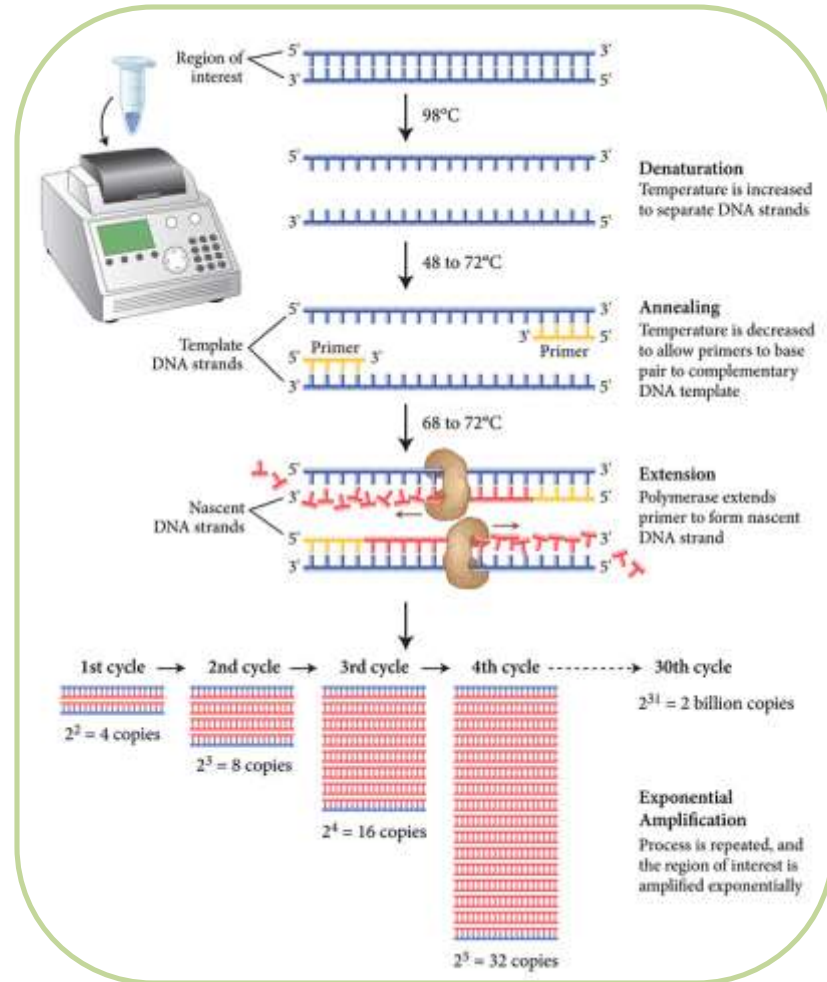 Region of
interest
5' 3'
3' 5'
98°C
5' 3'
3' 5'
Denaturation
Temperature is increased
to separate DNA strands
48 to 72°C
Template
DNA strands
5' 3'
3' 5'
Primer
5' Primer 3'
3' 5'
Annealing
Temperature is decreased
to allow primers to base
pair to complementary
DNA template
68 to 72°C
Nascent
DNA strands
5' 3'
3' 5'
5' 3'
3' 5'
Extension
Polymerase extends
primer to form nascent
DNA strand
1st cycle 2nd cycle 3rd cycle 4th cycle 30th cycle
2² = 4 copies
2³ = 8 copies
2⁴ = 16 copies
2⁵ = 32 copies
2³¹ = 2 billion copies
Exponential
Amplification
Process is repeated, and
the region of interest is
amplified exponentially